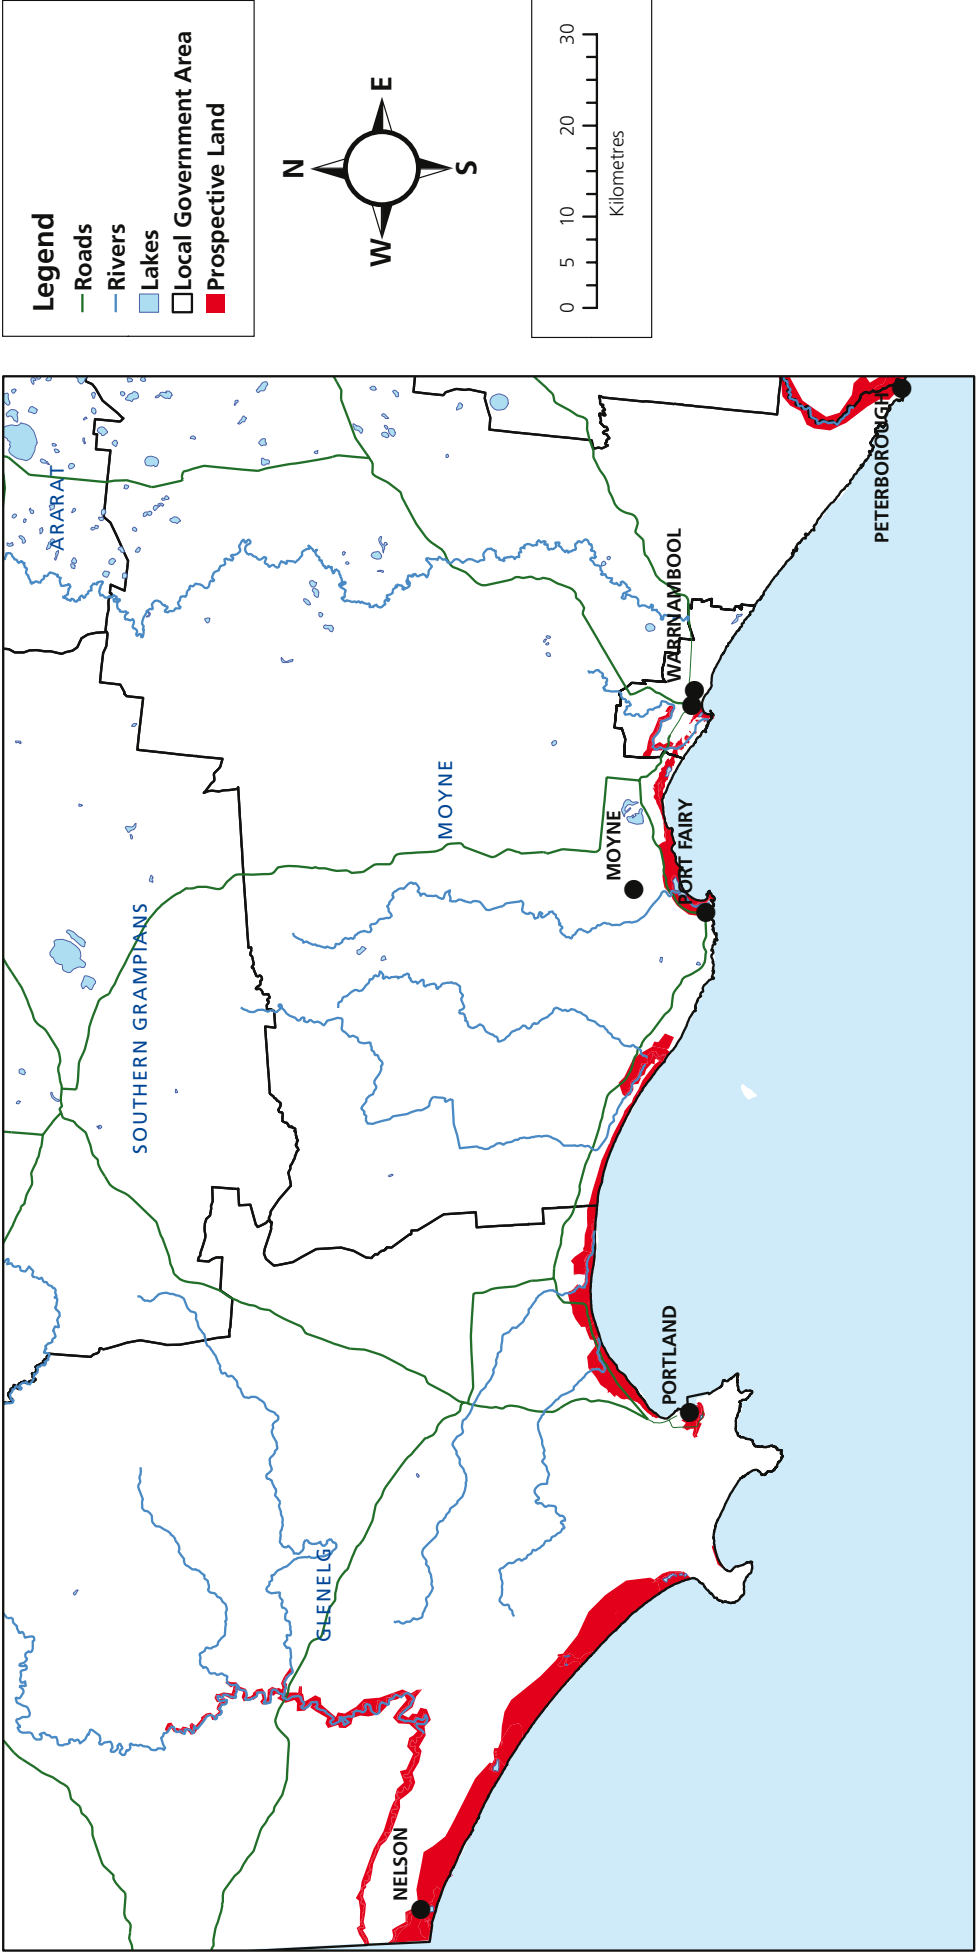 Legend
Roads
Rivers
Lakes
Local Government Area
Prospective Land
N
W
E
S
0 5 10 20 30
Kilometres
ARARAT
SOUTHERN GRAMPIANS
MOYNE
GLENELG
MOYNE
WARRNAMBOOL
PORT FAIRY
PETERBOROUGH
PORTLAND
NELSON